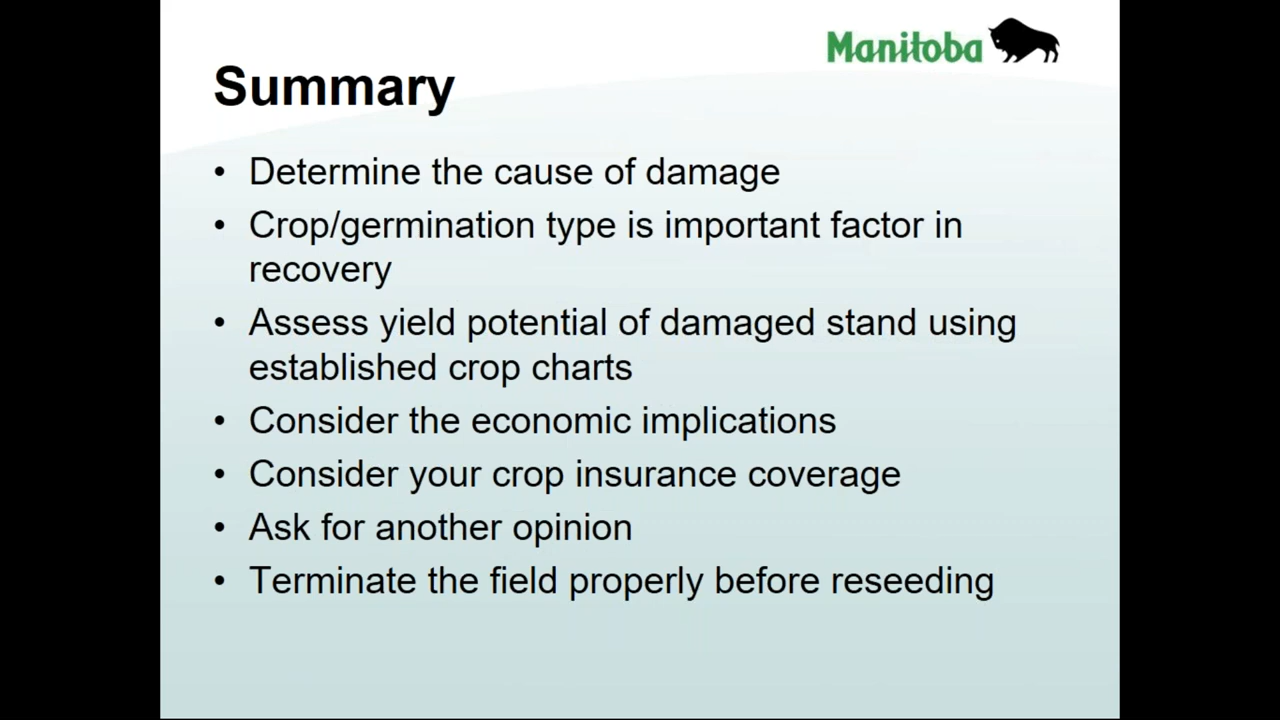 Manitoba
Summary
• Determine the cause of damage
• Crop/germination type is important factor in
recovery
• Assess yield potential of damaged stand using
established crop charts
• Consider the economic implications
• Consider your crop insurance coverage
• Ask for another opinion
• Terminate the field properly before reseeding